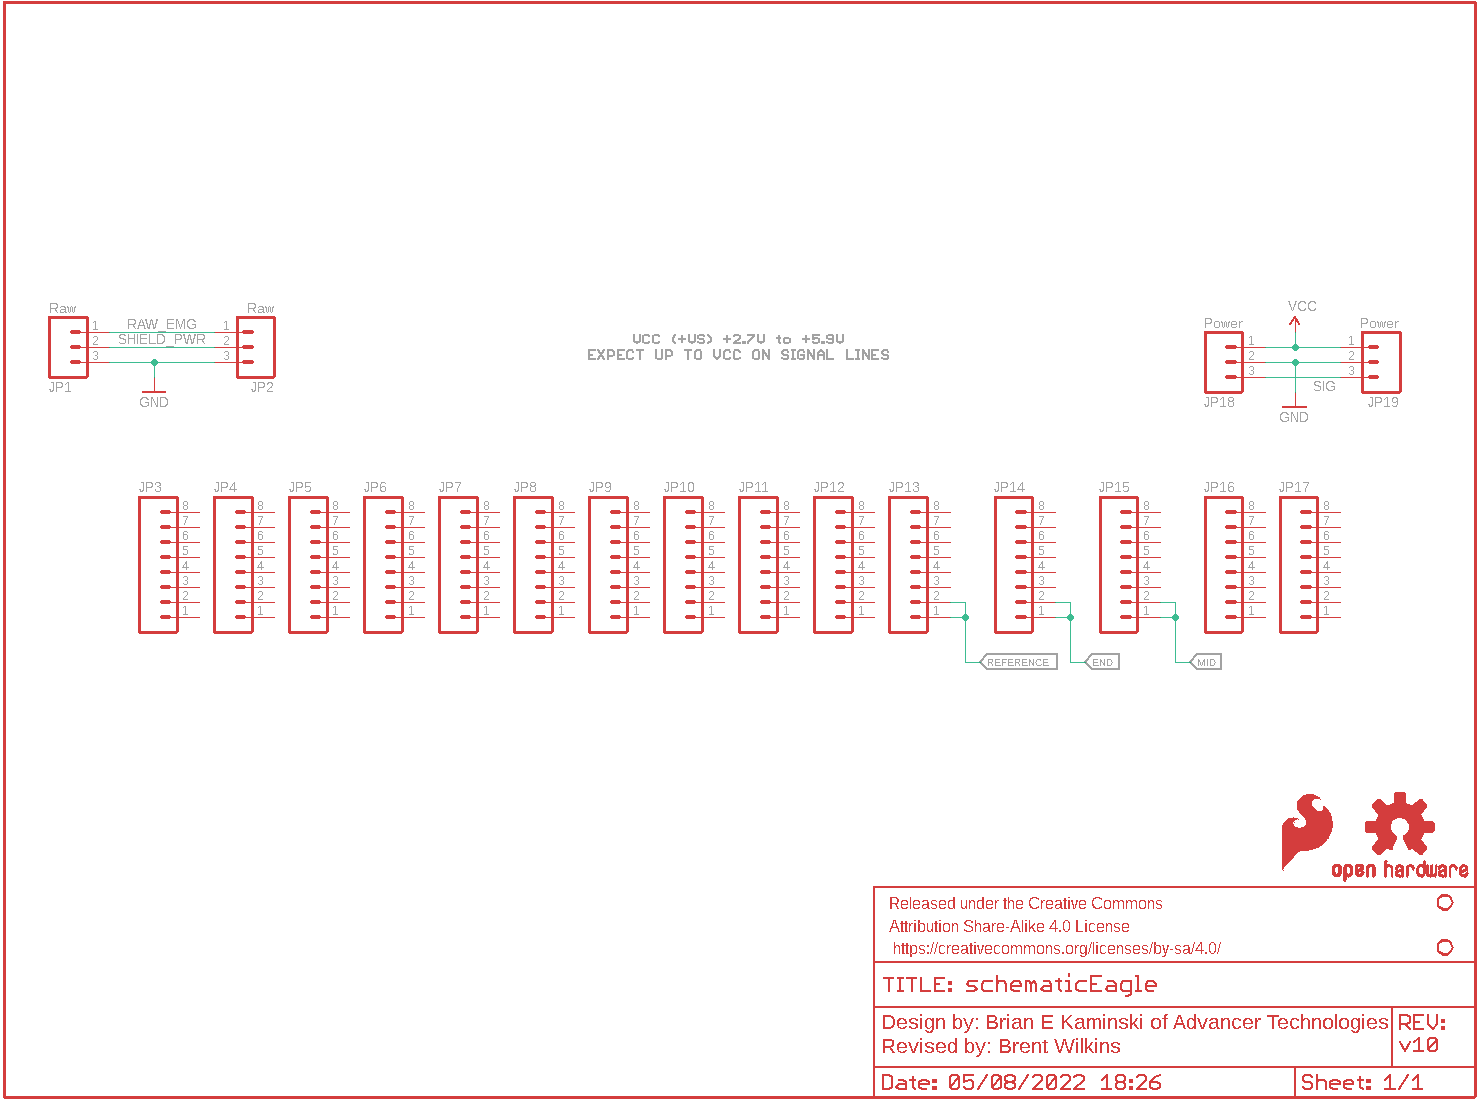 Raw Raw
1 RAW_EMG 1
2 SHIELD_PWR 2
3 3
JP1 JP2
GND
VCC (+VS) +2.7V to +5.9V
EXPECT UP TO VCC ON SIGNAL LINES
VCC
Power Power
1 1
2 2
3 3
SIG
JP18 JP19
GND
JP3 JP4 JP5 JP6 JP7 JP8 JP9 JP10 JP11 JP12 JP13 JP14 JP15 JP16 JP17
8 8 8 8 8 8 8 8 8 8 8 8 8 8 8
7 7 7 7 7 7 7 7 7 7 7 7 7 7 7
6 6 6 6 6 6 6 6 6 6 6 6 6 6 6
5 5 5 5 5 5 5 5 5 5 5 5 5 5 5
4 4 4 4 4 4 4 4 4 4 4 4 4 4 4
3 3 3 3 3 3 3 3 3 3 3 3 3 3 3
2 2 2 2 2 2 2 2 2 2 2 2 2 2 2
1 1 1 1 1 1 1 1 1 1 1 1 1 1 1
REFERENCE END MID
open hardware
Released under the Creative Commons
Attribution Share-Alike 4.0 License
https://creativecommons.org/licenses/by-sa/4.0/
TITLE: schematicEagle
Design by: Brian E Kaminski of Advancer Technologies
Revised by: Brent Wilkins
REV:
v10
Date: 05/08/2022 18:26
Sheet: 1/1